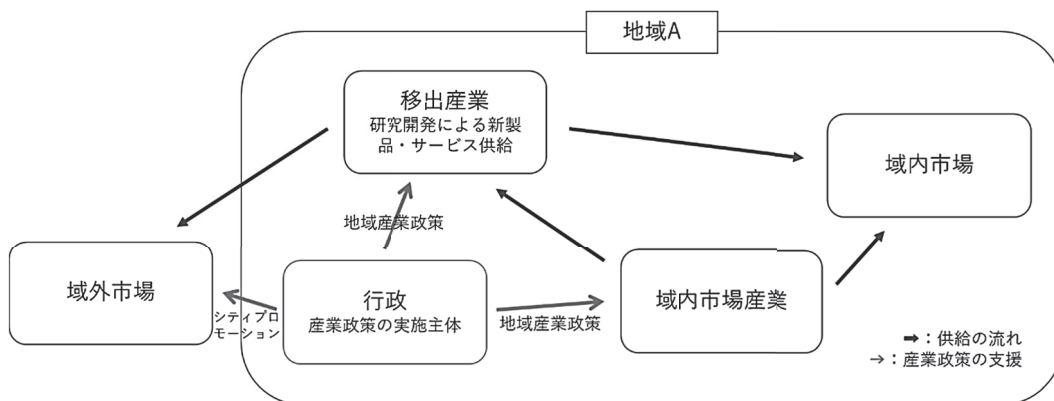 地域A
移出産業
研究開発による新製
品・サービス供給
域内市場
地域産業政策
域外市場
行政
産業政策の実施主体
シティプロ
モーション
地域産業政策
域内市場産業
➡：供給の流れ
→：産業政策の支援